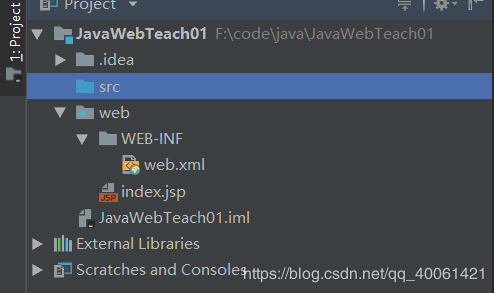 Project
1: Project
JavaWebTeach01 F:\code\java\JavaWebTeach01
.idea
src
web
WEB-INF
web.xml
JSP index.jsp
JavaWebTeach01.iml
External Libraries
Scratches and Consoles
https://blog.csdn.net/qq_40061421